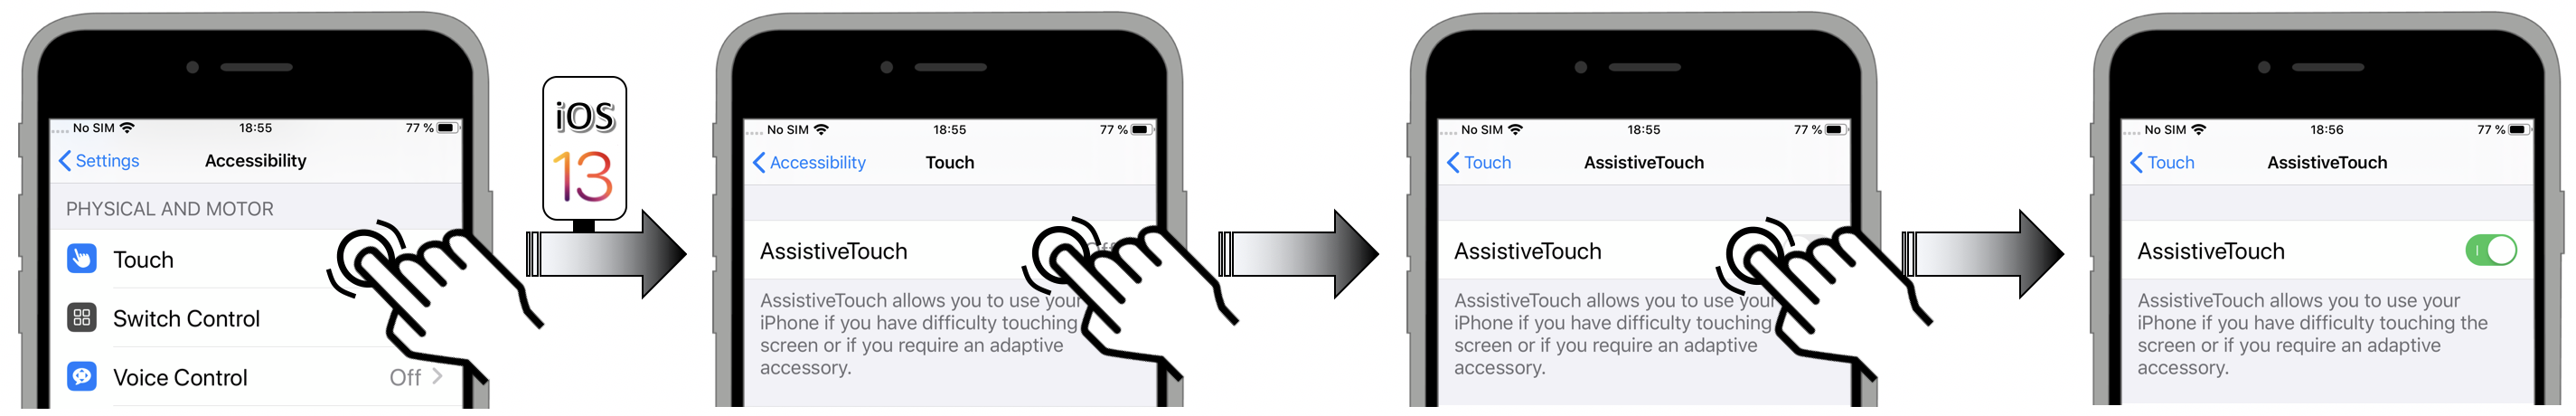 No SIM 18:55 77 %
Settings Accessibility
PHYSICAL AND MOTOR
Touch
Switch Control
Voice Control Off
iOS
13
No SIM 18:55 77 %
Accessibility Touch
AssistiveTouch Off
AssistiveTouch allows you to use your
iPhone if you have difficulty touching
screen or if you require an adaptive
accessory.
No SIM 18:55 77 %
Touch AssistiveTouch
AssistiveTouch
AssistiveTouch allows you to use your
iPhone if you have difficulty touching
screen or if you require an adaptive
accessory.
No SIM 18:56 77 %
Touch AssistiveTouch
AssistiveTouch
AssistiveTouch allows you to use your
iPhone if you have difficulty touching the
screen or if you require an adaptive
accessory.